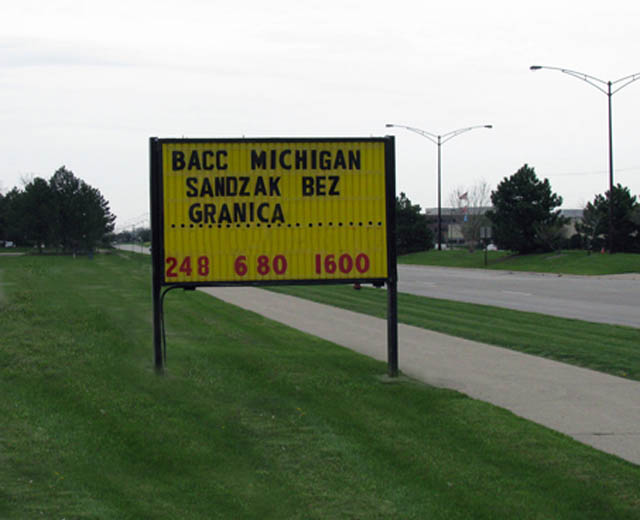 BACC MICHIGAN
SANDZAK BEZ
GRANICA....................
248 680 1600